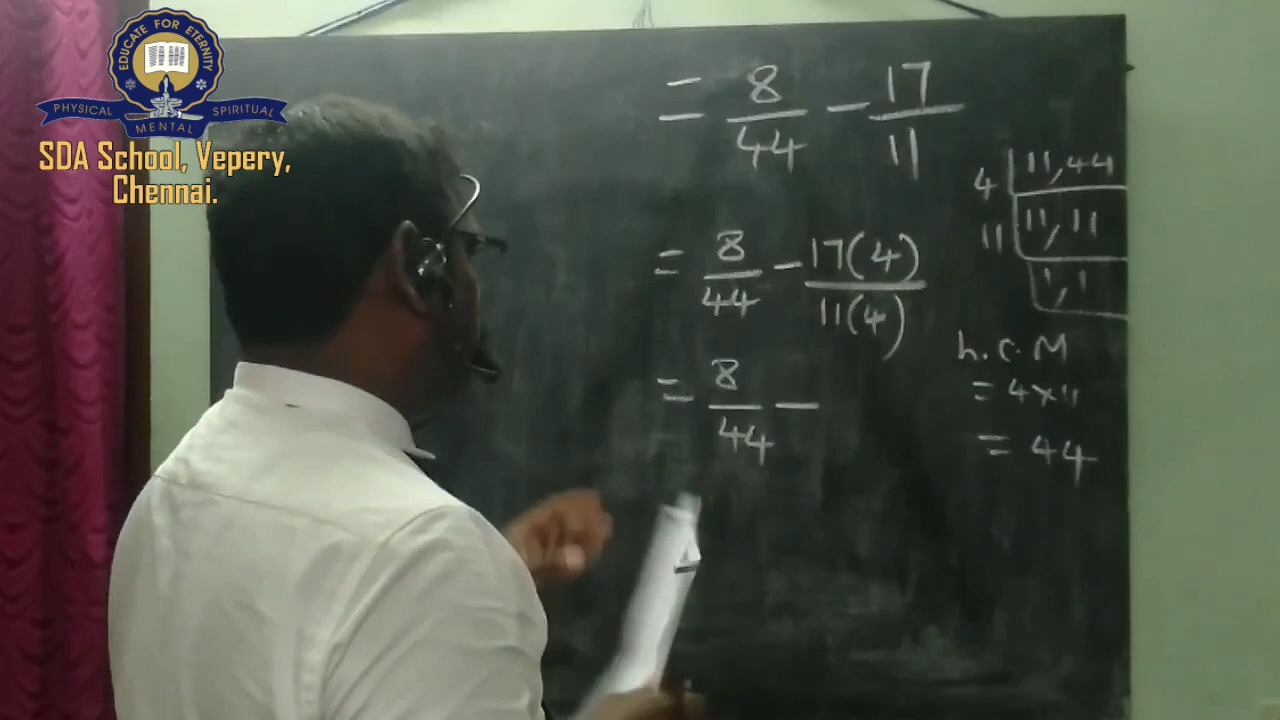 EDUCATE FOR ETERNITY
PHYSICAL MENTAL SPIRITUAL
SDA School, Vepery,
Chennai.
= 8/44 - 17/11
= 8/44 - 17(4)/11(4)
= 8/44 -
4 | 11, 44
11 | 11, 11
1, 1
L.C.M
= 4 x 11
= 44